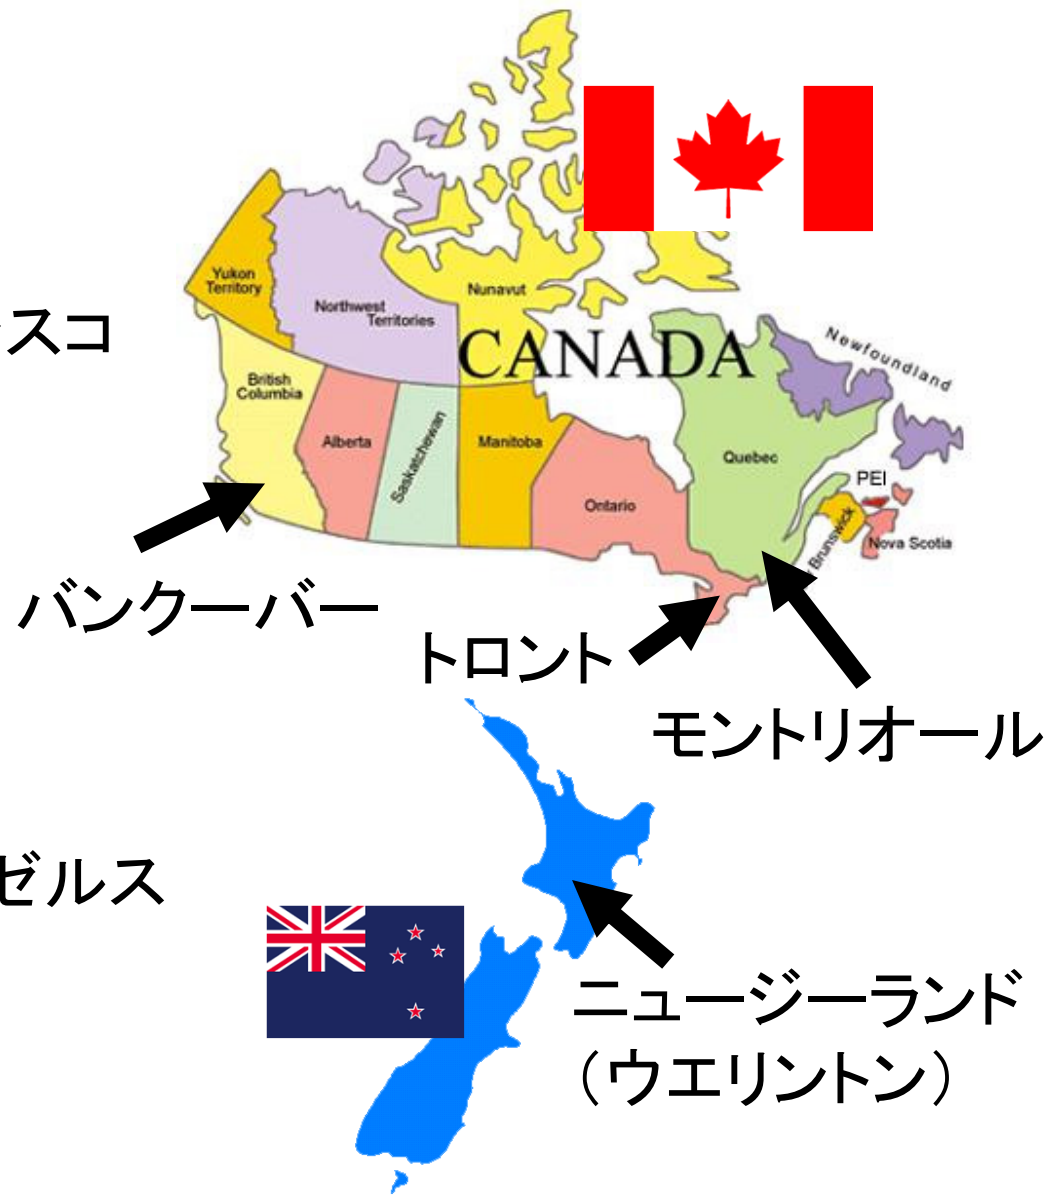 Yukon
Territory
Northwest
Territories
Nunavut
CANADA
Newfoundland
スコ
British
Columbia
Alberta
Saskatchewan
Manitoba
Ontario
Quebec
PEI
Brunswick
Nova Scotia
バンクーバー
トロント
モントリオール
ゼルス
ニュージーランド
（ウエリントン）